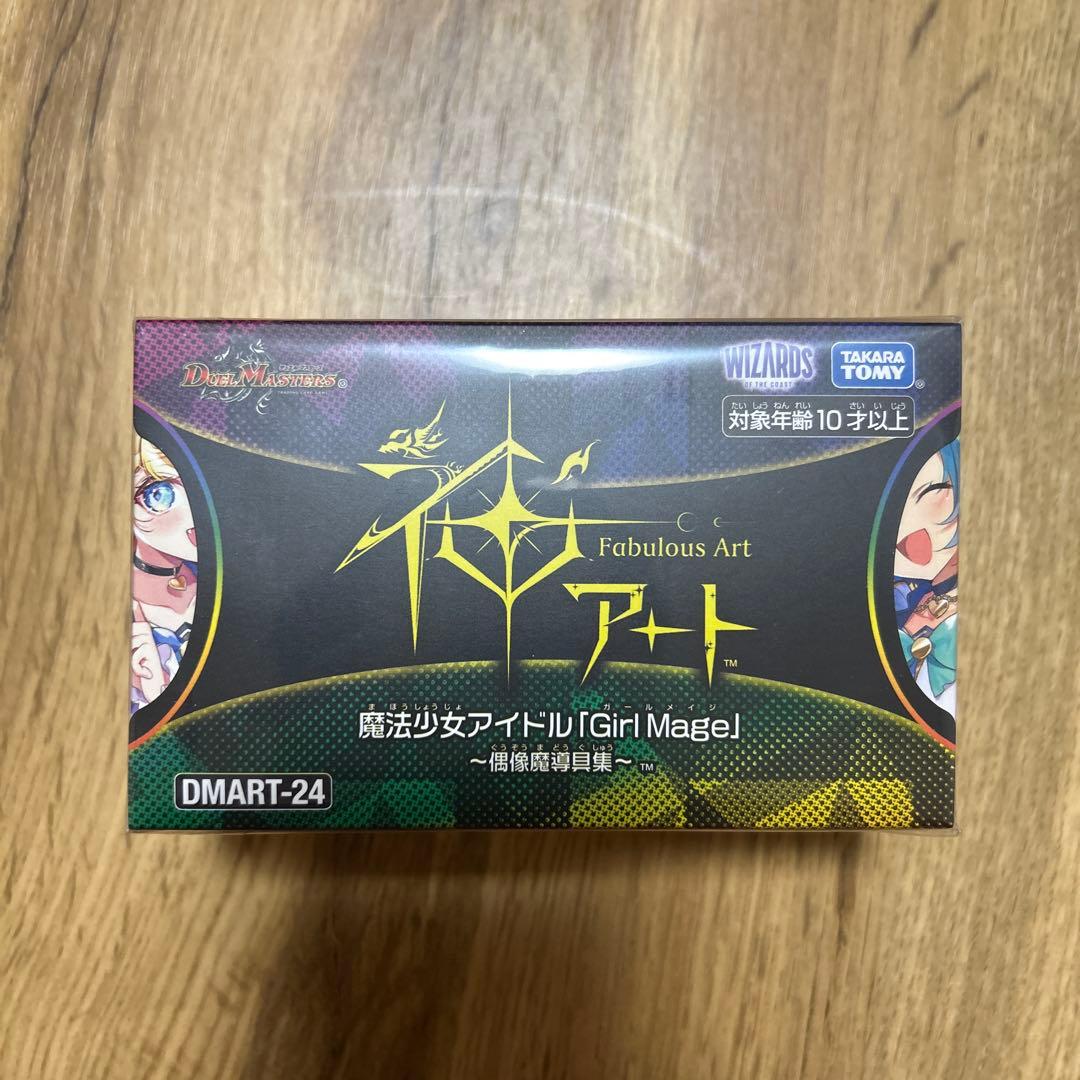 DUEL MASTERS
WIZARDS
OF THE COAST
TAKARA
TOMY
たいしょうねんれい さいいじょう
対象年齢10才以上
神
Fabulous Art
アート™
まほうしょうじょ ガールメイジ
魔法少女アイドル「Girl Mage」
ぐうぞうまどうぐしゅう
～偶像魔導具集～™
DMART-24